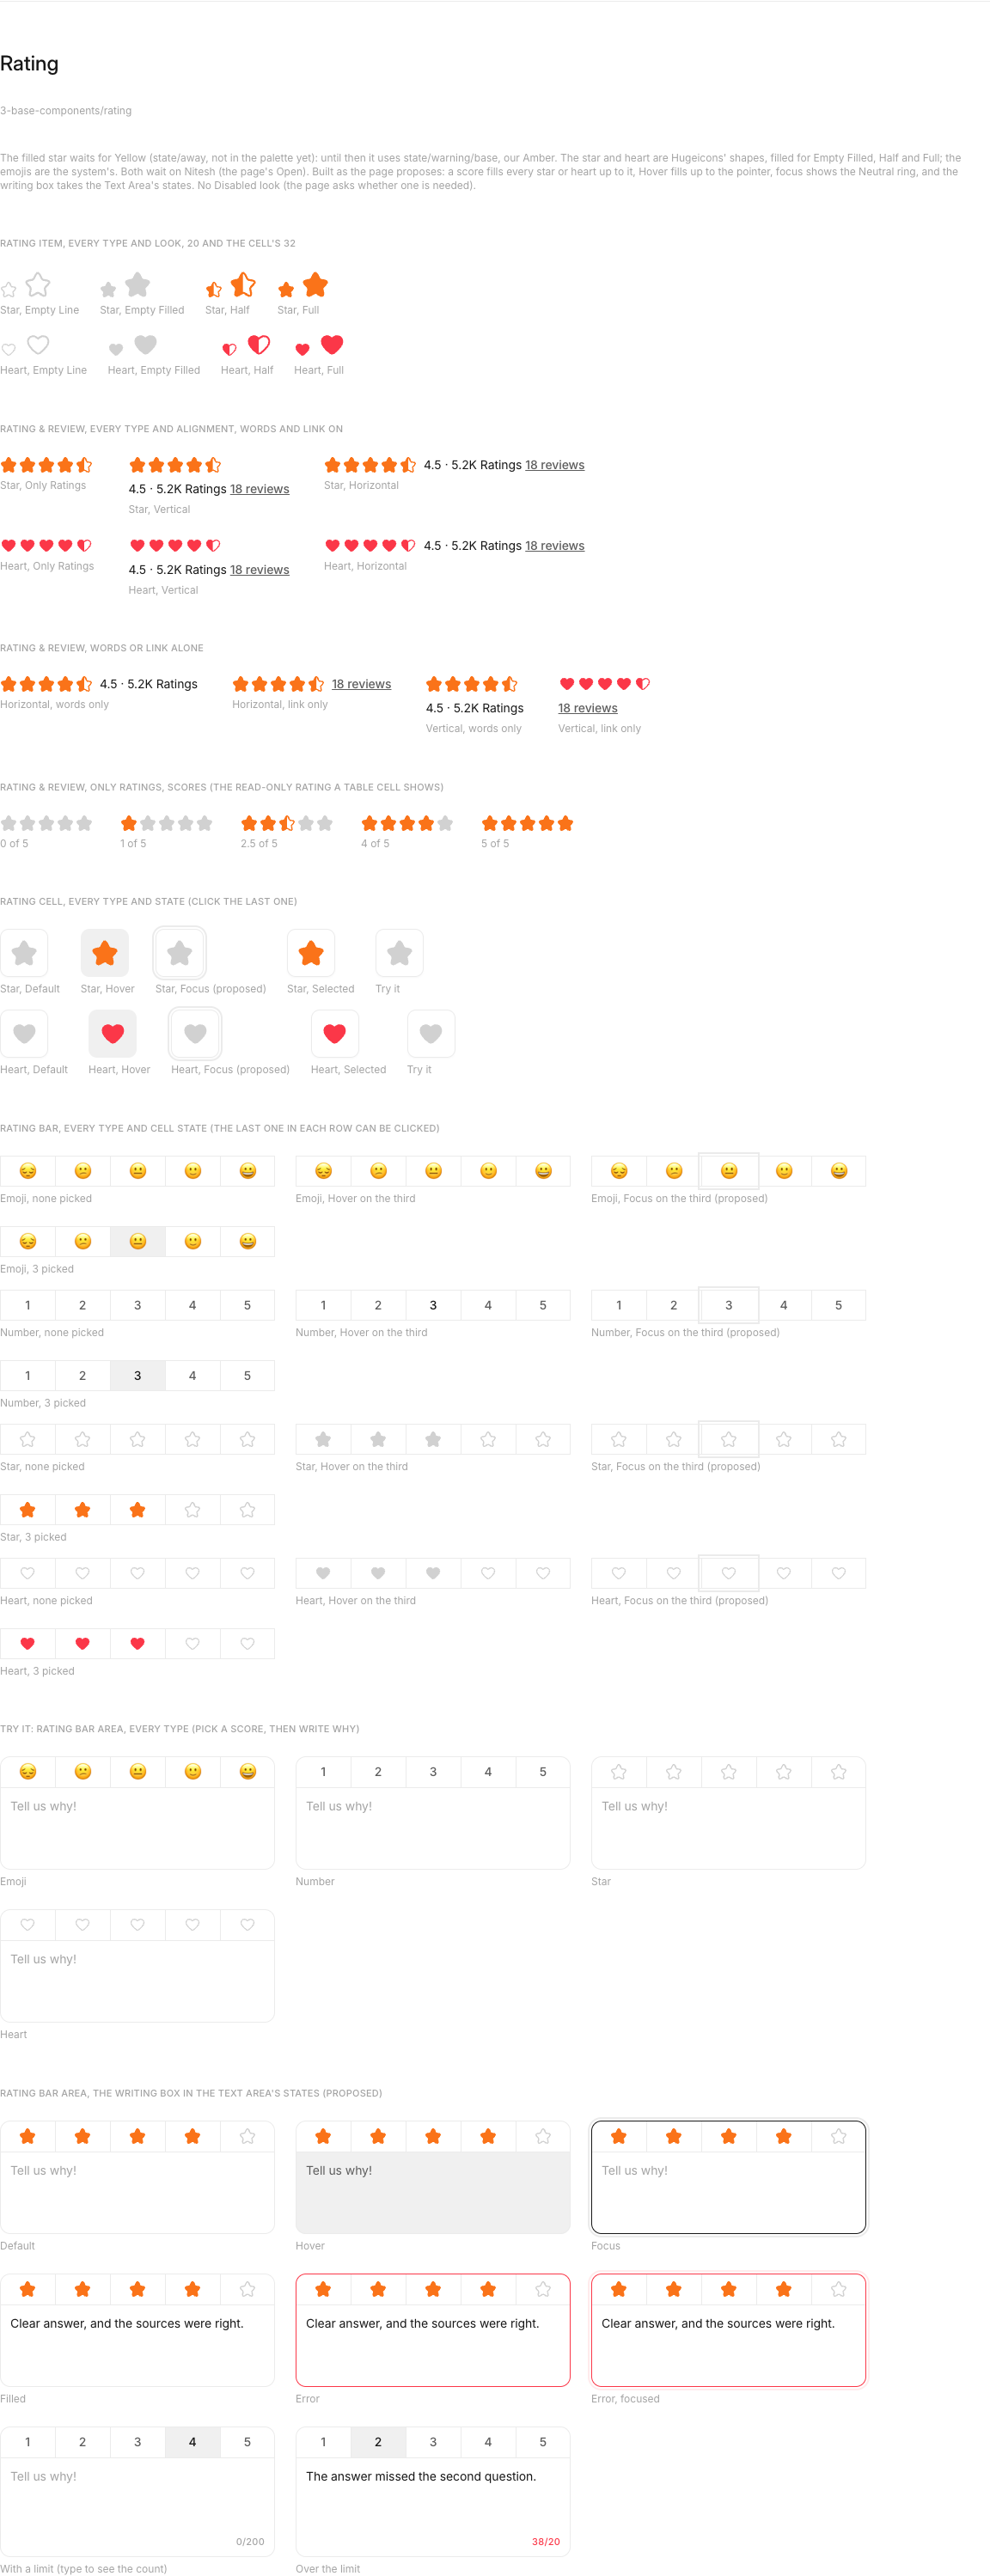 Rating
3-base-components/rating
The filled star waits for Yellow (state/away, not in the palette yet): until then it uses state/warning/base, our Amber. The star and heart are Hugeicons' shapes, filled for Empty Filled, Half and Full; the
emojis are the system's. Both wait on Nitesh (the page's Open). Built as the page proposes: a score fills every star or heart up to it, Hover fills up to the pointer, focus shows the Neutral ring, and the
writing box takes the Text Area's states. No Disabled look (the page asks whether one is needed).
RATING ITEM, EVERY TYPE AND LOOK, 20 AND THE CELL'S 32
Star, Empty Line Star, Empty Filled Star, Half Star, Full
Heart, Empty Line Heart, Empty Filled Heart, Half Heart, Full
RATING & REVIEW, EVERY TYPE AND ALIGNMENT, WORDS AND LINK ON
4.5 · 5.2K Ratings 18 reviews
Star, Only Ratings 4.5 · 5.2K Ratings 18 reviews Star, Horizontal
Star, Vertical
4.5 · 5.2K Ratings 18 reviews
Heart, Only Ratings 4.5 · 5.2K Ratings 18 reviews Heart, Horizontal
Heart, Vertical
RATING & REVIEW, WORDS OR LINK ALONE
4.5 · 5.2K Ratings 18 reviews
Horizontal, words only Horizontal, link only 4.5 · 5.2K Ratings 18 reviews
Vertical, words only Vertical, link only
RATING & REVIEW, ONLY RATINGS, SCORES (THE READ-ONLY RATING A TABLE CELL SHOWS)
0 of 5 1 of 5 2.5 of 5 4 of 5 5 of 5
RATING CELL, EVERY TYPE AND STATE (CLICK THE LAST ONE)
Star, Default Star, Hover Star, Focus (proposed) Star, Selected Try it
Heart, Default Heart, Hover Heart, Focus (proposed) Heart, Selected Try it
RATING BAR, EVERY TYPE AND CELL STATE (THE LAST ONE IN EACH ROW CAN BE CLICKED)
Emoji, none picked Emoji, Hover on the third Emoji, Focus on the third (proposed)
Emoji, 3 picked
1 2 3 4 5 1 2 3 4 5 1 2 3 4 5
Number, none picked Number, Hover on the third Number, Focus on the third (proposed)
1 2 3 4 5
Number, 3 picked
Star, none picked Star, Hover on the third Star, Focus on the third (proposed)
Star, 3 picked
Heart, none picked Heart, Hover on the third Heart, Focus on the third (proposed)
Heart, 3 picked
TRY IT: RATING BAR AREA, EVERY TYPE (PICK A SCORE, THEN WRITE WHY)
1 2 3 4 5
Tell us why! Tell us why! Tell us why!
Emoji Number Star
Tell us why!
Heart
RATING BAR AREA, THE WRITING BOX IN THE TEXT AREA'S STATES (PROPOSED)
Tell us why! Tell us why! Tell us why!
Default Hover Focus
Clear answer, and the sources were right. Clear answer, and the sources were right. Clear answer, and the sources were right.
Filled Error Error, focused
1 2 3 4 5 1 2 3 4 5
Tell us why! The answer missed the second question.
0/200 38/20
With a limit (type to see the count) Over the limit